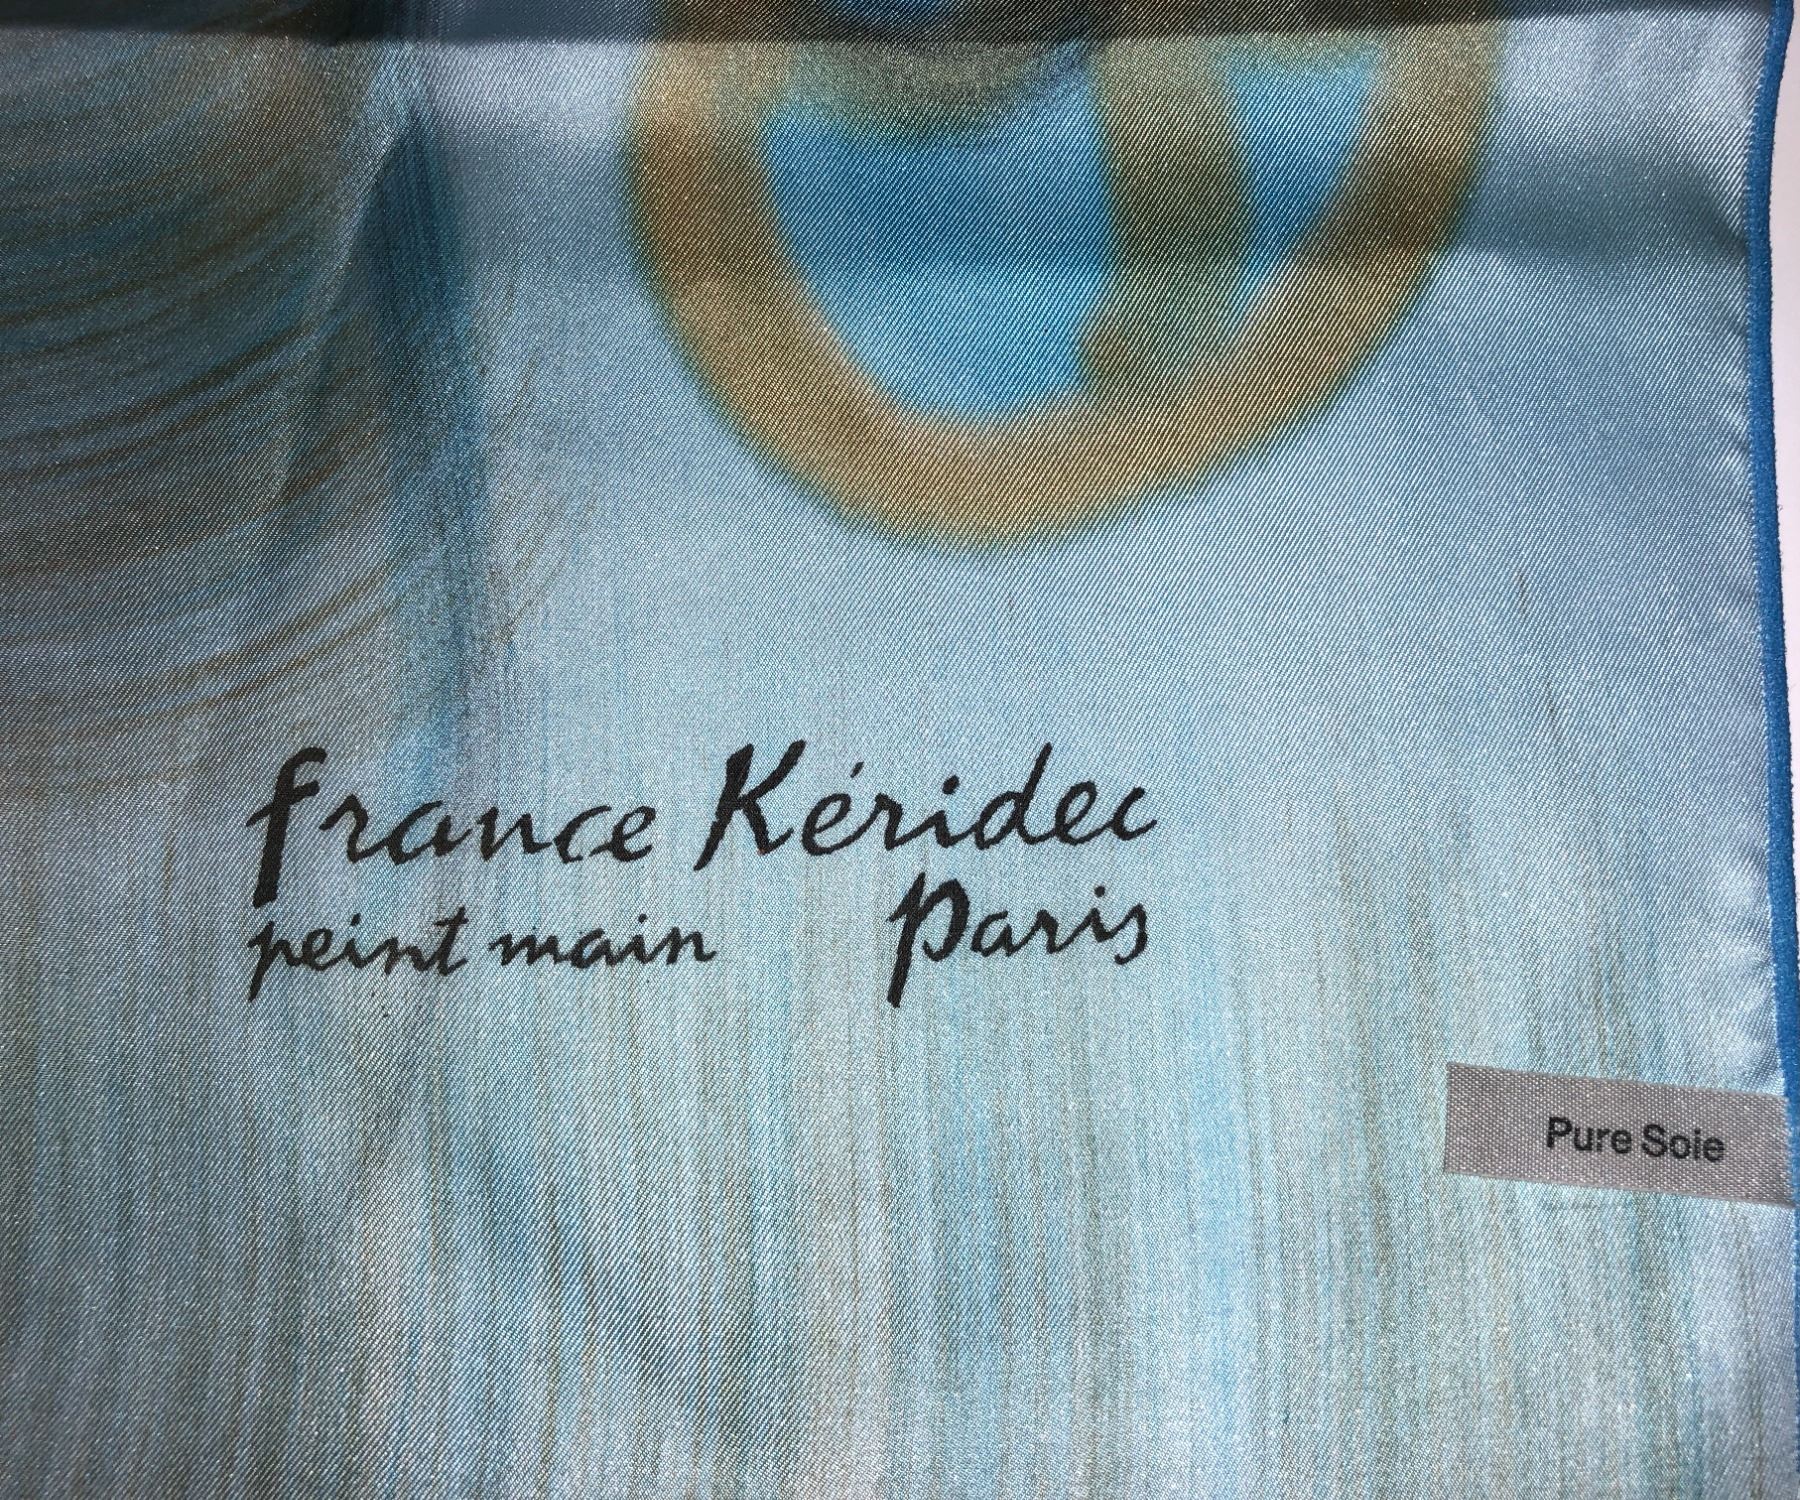 france Kéridec
peint main Paris
Pure Soie